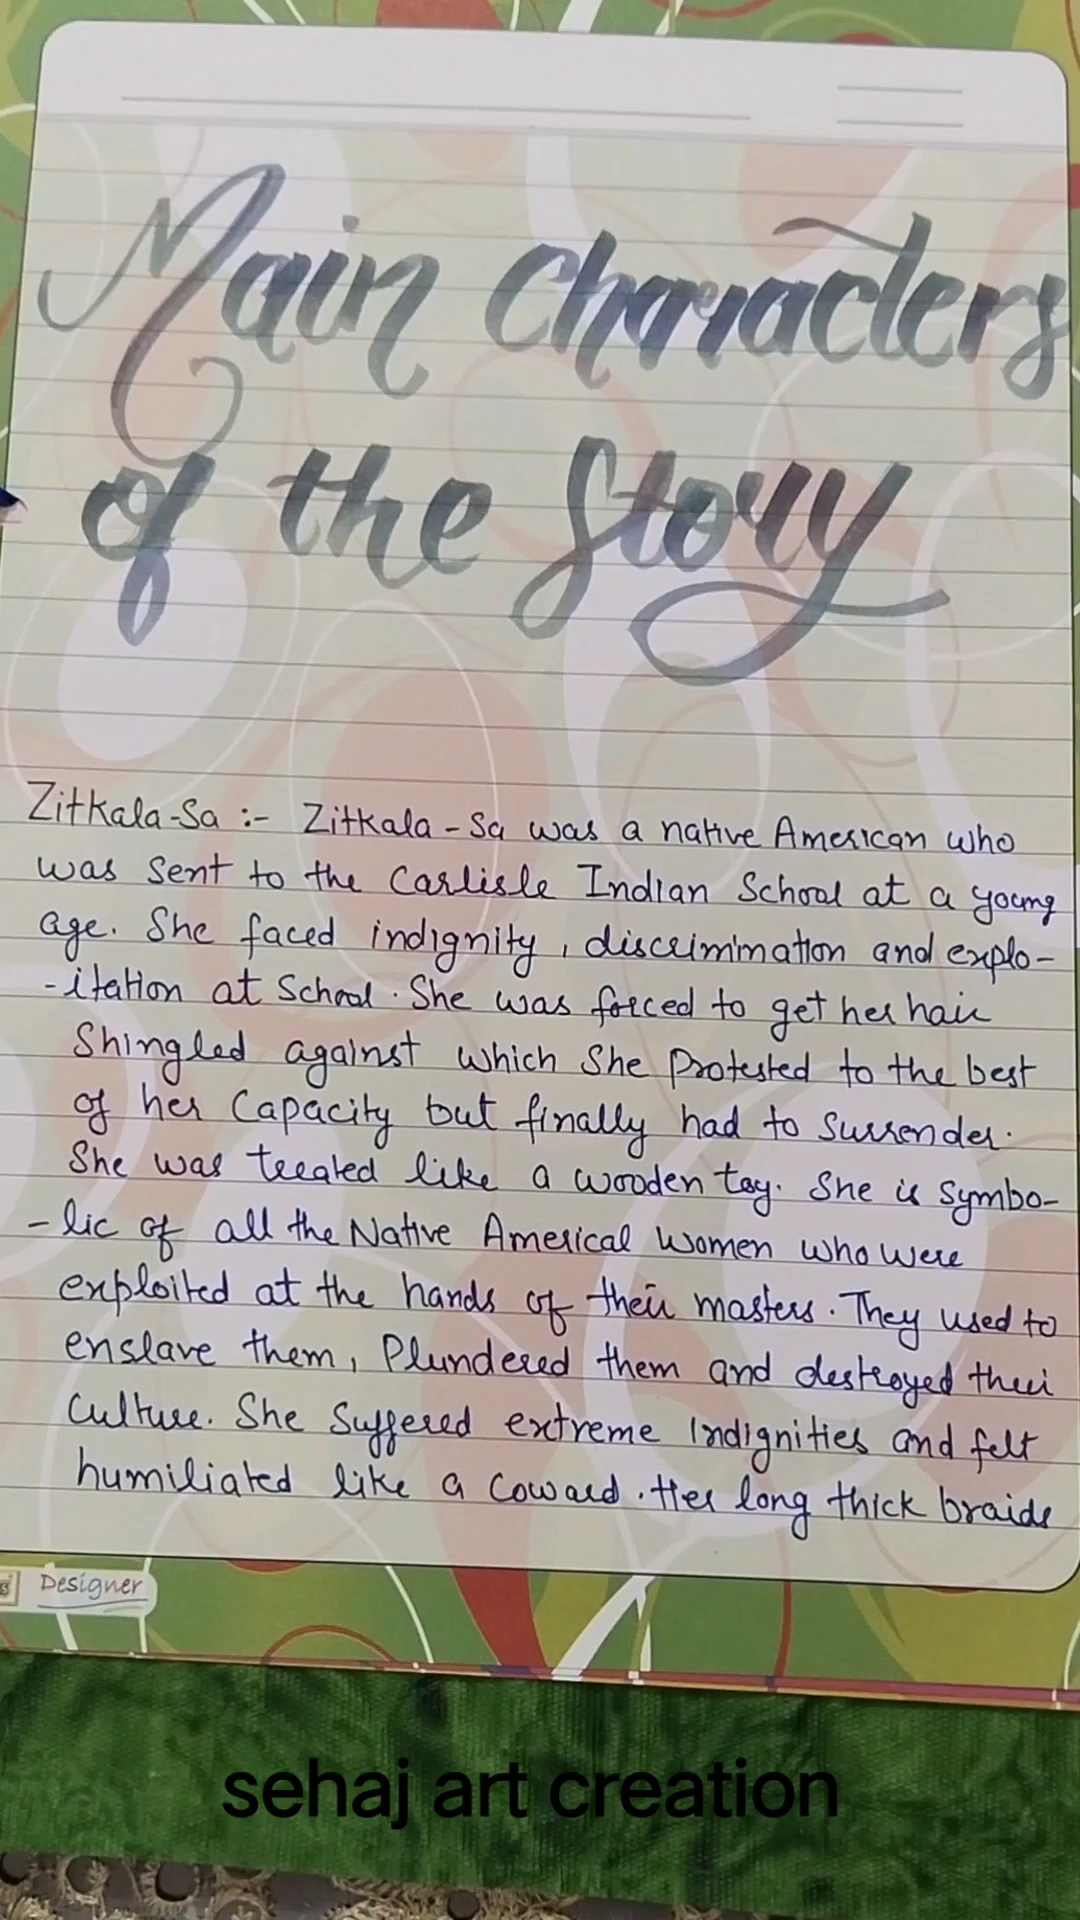 Main Characters
of the Story
Zitkala-Sa :- Zitkala-Sa was a native American who
was sent to the Carlisle Indian School at a young
age. She faced indignity, discrimination and explo-
-itation at School. She was forced to get her hair
Shingled against which She Protested to the best
of her Capacity but finally had to Surrender.
She was treated like a wooden toy. She is Symbo-
-lic of all the Native Americal Women who were
exploited at the hands of their masters. They used to
enslave them, Plundered them and destroyed their
Culture. She Suffered extreme Indignities and felt
humiliated like a Coward. Her long thick braids
Designer
sehaj art creation